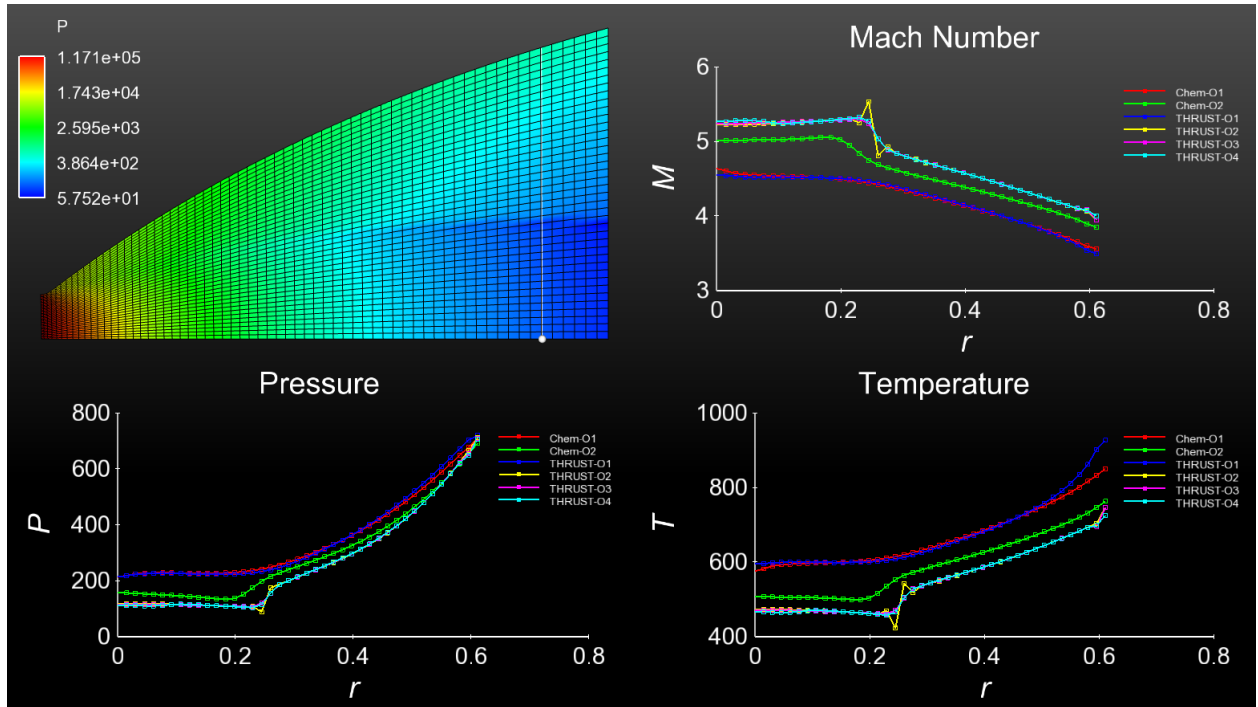 P
1.171e+05
1.743e+04
2.595e+03
3.864e+02
5.752e+01
Mach Number
6
5
4
3
M
0
0.2
0.4
0.6
0.8
r
Chem-O1
Chem-O2
THRUST-O1
THRUST-O2
THRUST-O3
THRUST-O4
Pressure
800
600
400
200
0
P
0
0.2
0.4
0.6
0.8
r
Chem-O1
Chem-O2
THRUST-O1
THRUST-O2
THRUST-O3
THRUST-O4
Temperature
1000
800
600
400
T
0
0.2
0.4
0.6
0.8
r
Chem-O1
Chem-O2
THRUST-O1
THRUST-O2
THRUST-O3
THRUST-O4